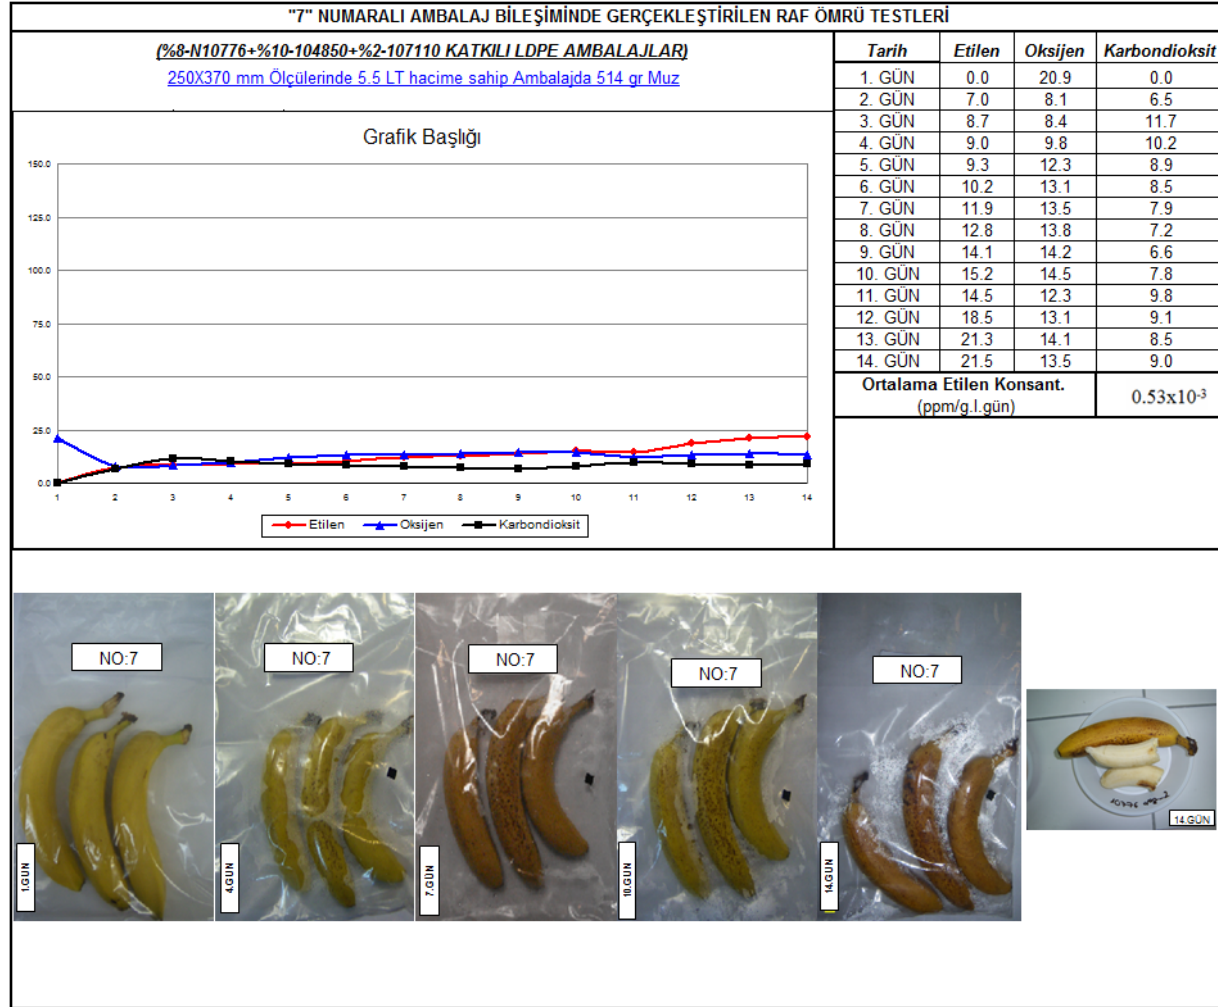 "7" NUMARALI AMBALAJ BİLEŞİMİNDE GERÇEKLEŞTİRİLEN RAF ÖMRÜ TESTLERİ
(%8-N10776+%10-104850+%2-107110 KATKILI LDPE AMBALAJLAR)
250X370 mm Ölçülerinde 5.5 LT hacime sahip Ambalajda 514 gr Muz
Grafik Başlığı
150.0
125.0
100.0
75.0
50.0
25.0
0.0
1 2 3 4 5 6 7 8 9 10 11 12 13 14
Etilen Oksijen Karbondioksit
Tarih Etilen Oksijen Karbondioksit
1. GÜN 0.0 20.9 0.0
2. GÜN 7.0 8.1 6.5
3. GÜN 8.7 8.4 11.7
4. GÜN 9.0 9.8 10.2
5. GÜN 9.3 12.3 8.9
6. GÜN 10.2 13.1 8.5
7. GÜN 11.9 13.5 7.9
8. GÜN 12.8 13.8 7.2
9. GÜN 14.1 14.2 6.6
10. GÜN 15.2 14.5 7.8
11. GÜN 14.5 12.3 9.8
12. GÜN 18.5 13.1 9.1
13. GÜN 21.3 14.1 8.5
14. GÜN 21.5 13.5 9.0
Ortalama Etilen Konsant.
(ppm/g.l.gün) 0.53x10⁻³
NO:7
1.GÜN
NO:7
4.GÜN
NO:7
7.GÜN
NO:7
10.GÜN
NO:7
14.GÜN
14.GÜN